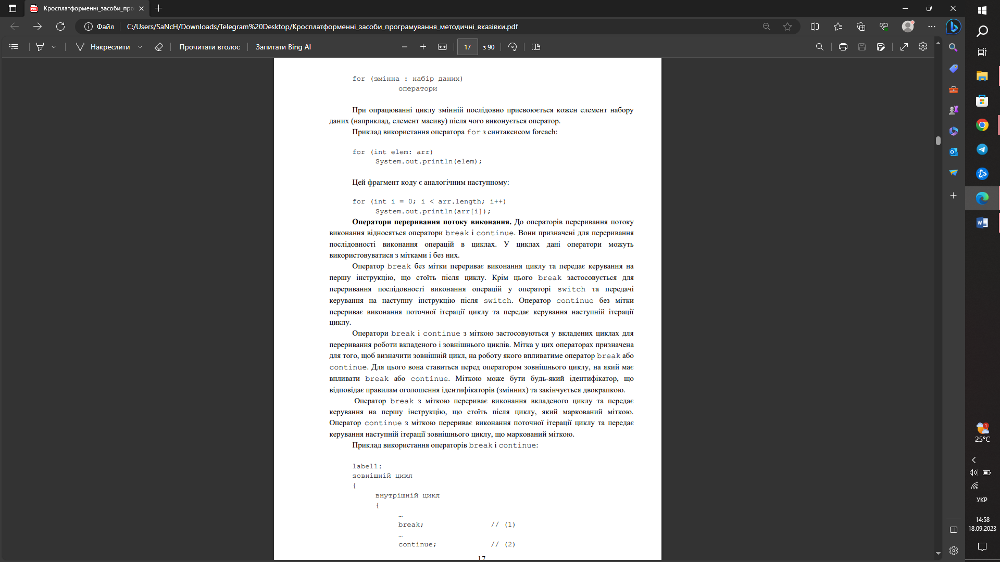 Кросплатформенні_засоби_про
Файл
C:/Users/SaNcH/Downloads/Telegram%20Desktop/Кросплатформенні_засоби_програмування_методичні_вказівки.pdf
Накреслити
Прочитати вголос
Запитати Bing AI
17
з 90
for (змінна : набір даних)
оператори
При опрацюванні циклу змінній послідовно присвоюється кожен елемент набору
даних (наприклад, елемент масиву) після чого виконується оператор.
Приклад використання оператора for з синтаксисом foreach:
for (int elem: arr)
System.out.println(elem);
Цей фрагмент коду є аналогічним наступному:
for (int i = 0; i < arr.length; i++)
System.out.println(arr[i]);
Оператори переривання потоку виконання. До операторів переривання потоку
виконання відносяться оператори break і continue. Вони призначені для переривання
послідовності виконання операцій в циклах. У циклах дані оператори можуть
використовуватися з мітками і без них.
Оператор break без мітки перериває виконання циклу та передає керування на
першу інструкцію, що стоїть після циклу. Крім цього break застосовується для
переривання послідовності виконання операцій у операторі switch та передачі
керування на наступну інструкцію після switch. Оператор continue без мітки
перериває виконання поточної ітерації циклу та передає керування наступній ітерації
циклу.
Оператори break і continue з міткою застосовуються у вкладених циклах для
переривання роботи вкладеного і зовнішнього циклів. Мітка у цих операторах призначена
для того, щоб визначити зовнішній цикл, на роботу якого впливатиме оператор break або
continue. Для цього вона ставиться перед оператором зовнішнього циклу, на який має
впливати break або continue. Міткою може бути будь-який ідентифікатор, що
відповідає правилам оголошення ідентифікаторів (змінних) та закінчується двокрапкою.
Оператор break з міткою перериває виконання вкладеного циклу та передає
керування на першу інструкцію, що стоїть після циклу, який маркований міткою.
Оператор continue з міткою перериває виконання поточної ітерації циклу та передає
керування наступній ітерації зовнішнього циклу, що маркований міткою.
Приклад використання операторів break і continue:
label1:
зовнішній цикл
{
внутрішній цикл
{
…
break; // (1)
…
continue; // (2)
17
25°C
УКР
14:58
18.09.2023